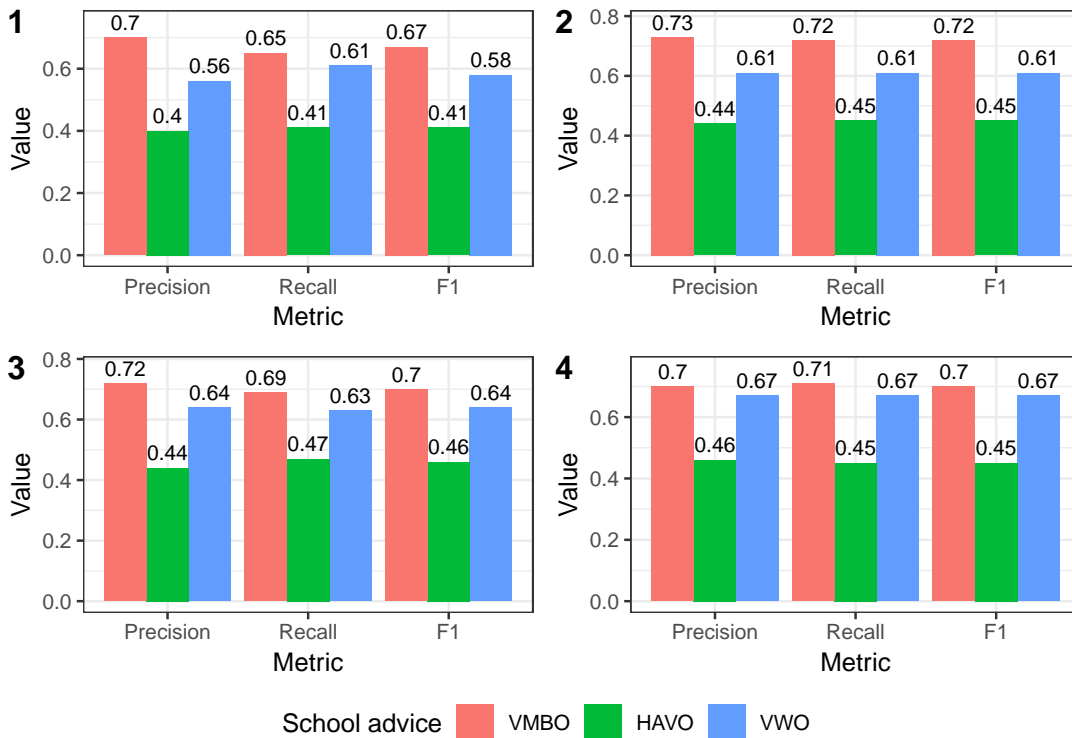 1
Value
0.0
0.2
0.4
0.6
0.7
0.4
0.56
0.65
0.41
0.61
0.67
0.41
0.58
Precision
Recall
F1
Metric
2
Value
0.0
0.2
0.4
0.6
0.8
0.73
0.44
0.61
0.72
0.45
0.61
0.72
0.45
0.61
Precision
Recall
F1
Metric
3
Value
0.0
0.2
0.4
0.6
0.8
0.72
0.44
0.64
0.69
0.47
0.63
0.7
0.46
0.64
Precision
Recall
F1
Metric
4
Value
0.0
0.2
0.4
0.6
0.7
0.46
0.67
0.71
0.45
0.67
0.7
0.45
0.67
Precision
Recall
F1
Metric
School advice VMBO HAVO VWO